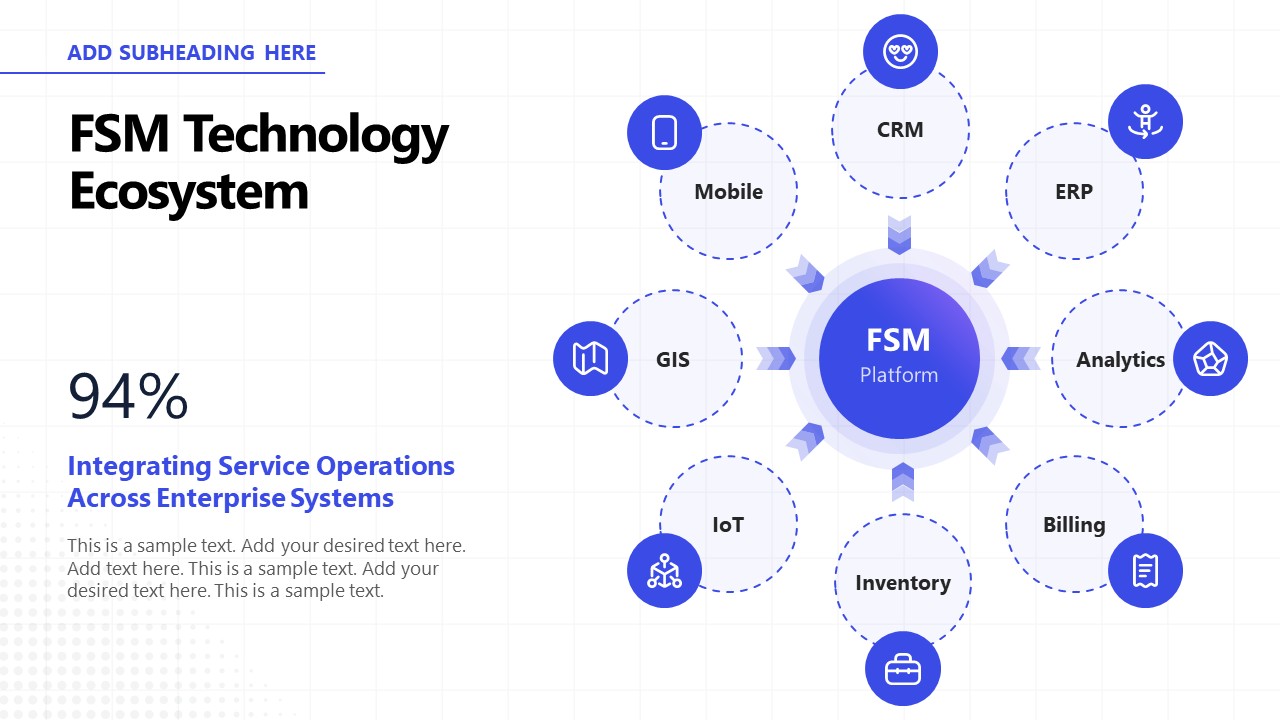 ADD SUBHEADING HERE
FSM Technology
Ecosystem
94%
Integrating Service Operations
Across Enterprise Systems
This is a sample text. Add your desired text here.
Add text here. This is a sample text. Add your
desired text here. This is a sample text.
CRM
Mobile
ERP
GIS
FSM
Platform
Analytics
IoT
Billing
Inventory